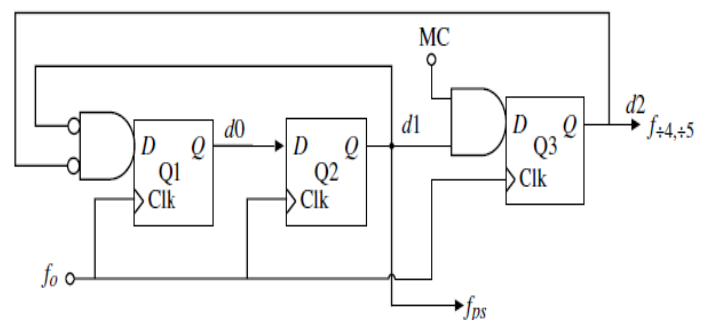 MC
d0
d1
d2
D Q
Q1
Clk
D Q
Q2
Clk
D Q
Q3
Clk
f÷4,÷5
fo
fps